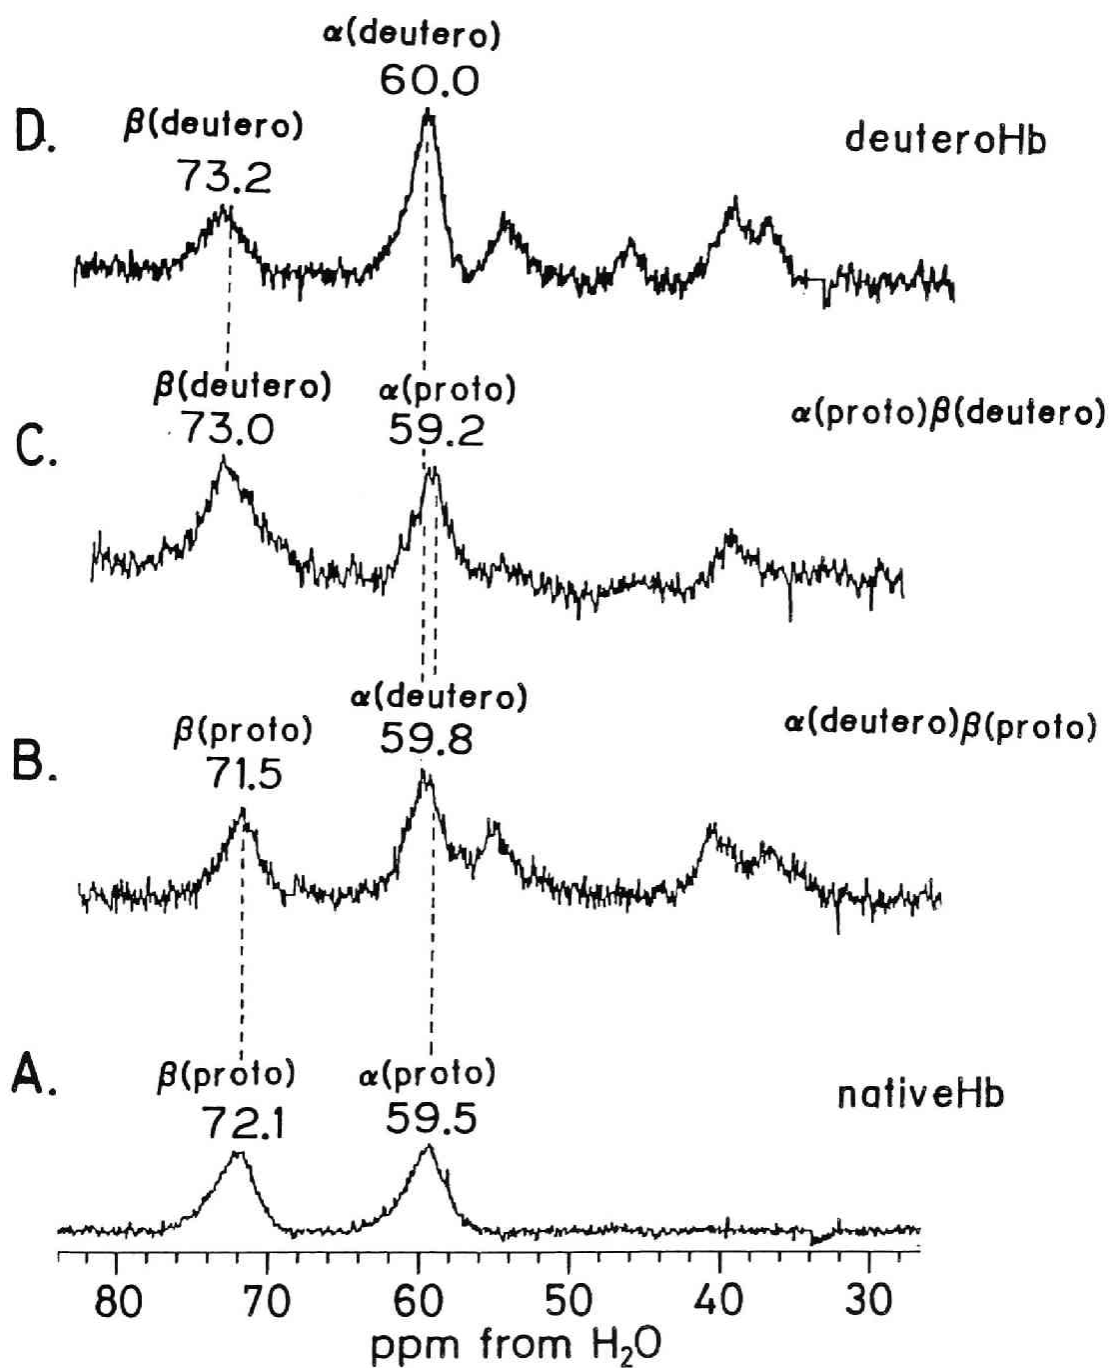 α(deutero)
60.0
D.
β(deutero)
73.2
deuteroHb
β(deutero)
α(proto)
α(proto)β(deutero)
C.
73.0
59.2
α(deutero)
α(deutero)β(proto)
B.
β(proto)
59.8
71.5
A.
β(proto)
α(proto)
nativeHb
72.1
59.5
80 70 60 50 40 30
ppm from H₂O